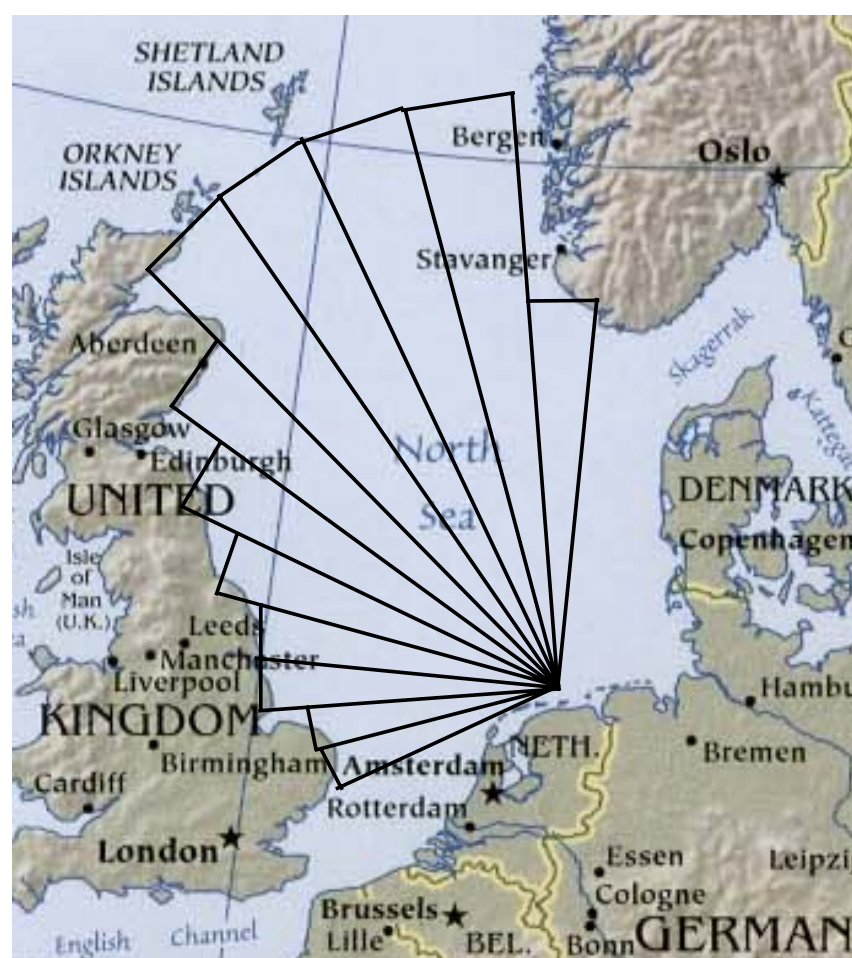 SHETLAND
ISLANDS
ORKNEY
ISLANDS
Bergen
Oslo
Stavanger
Skagerrak
Aberdeen
Glasgow
Edinburgh
North
Sea
UNITED
DENMARK
Copenhagen
Isle
of
Man
(U.K.)
Leeds
Manchester
Liverpool
KINGDOM
Hambu
NETH.
Bremen
Birmingham
Amsterdam
Cardiff
Rotterdam
London
Essen
Leipzi
Cologne
Brussels
English
Channel
Lille
BEL.
Bonn
GERMAN